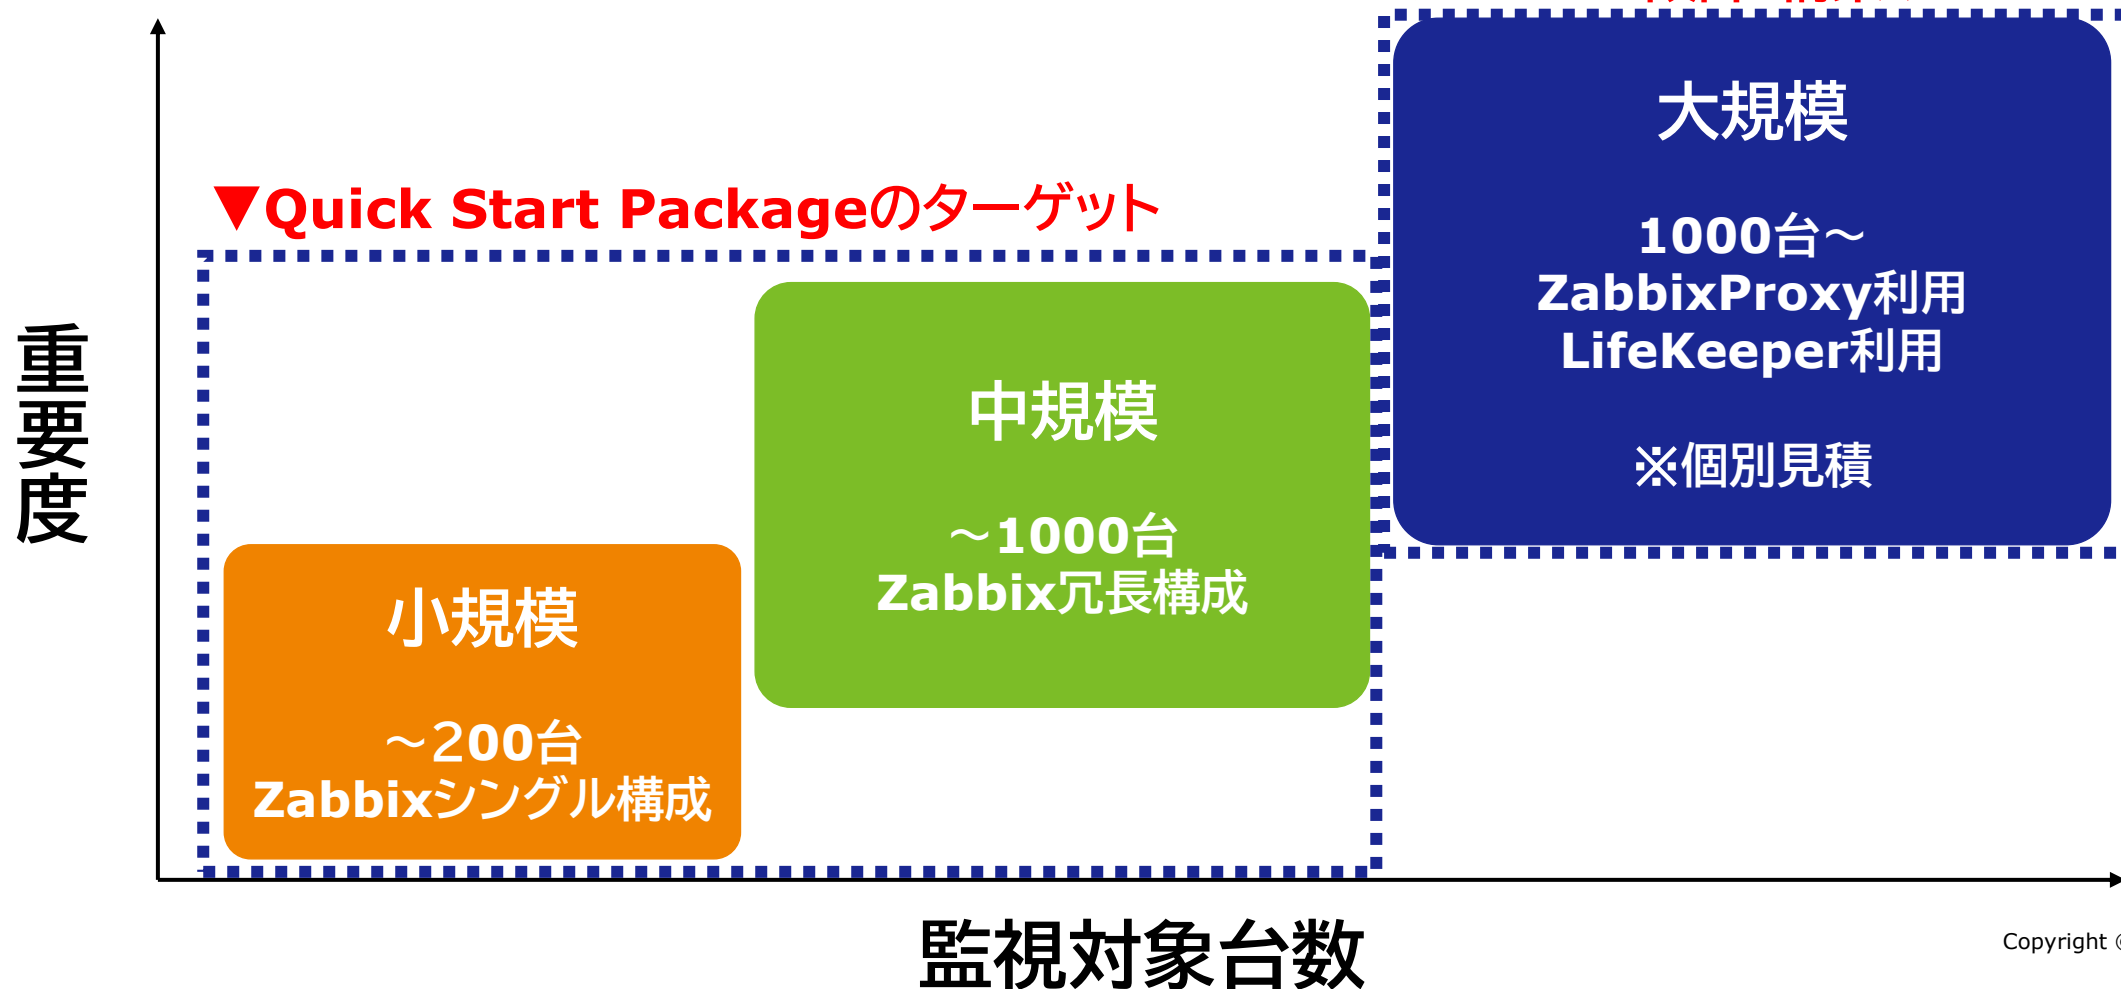 大規模
1000台～
ZabbixProxy利用
LifeKeeper利用
※個別見積
▼Quick Start Packageのターゲット
中規模
～1000台
Zabbix冗長構成
小規模
～200台
Zabbixシングル構成
重要度
監視対象台数
Copyright ©